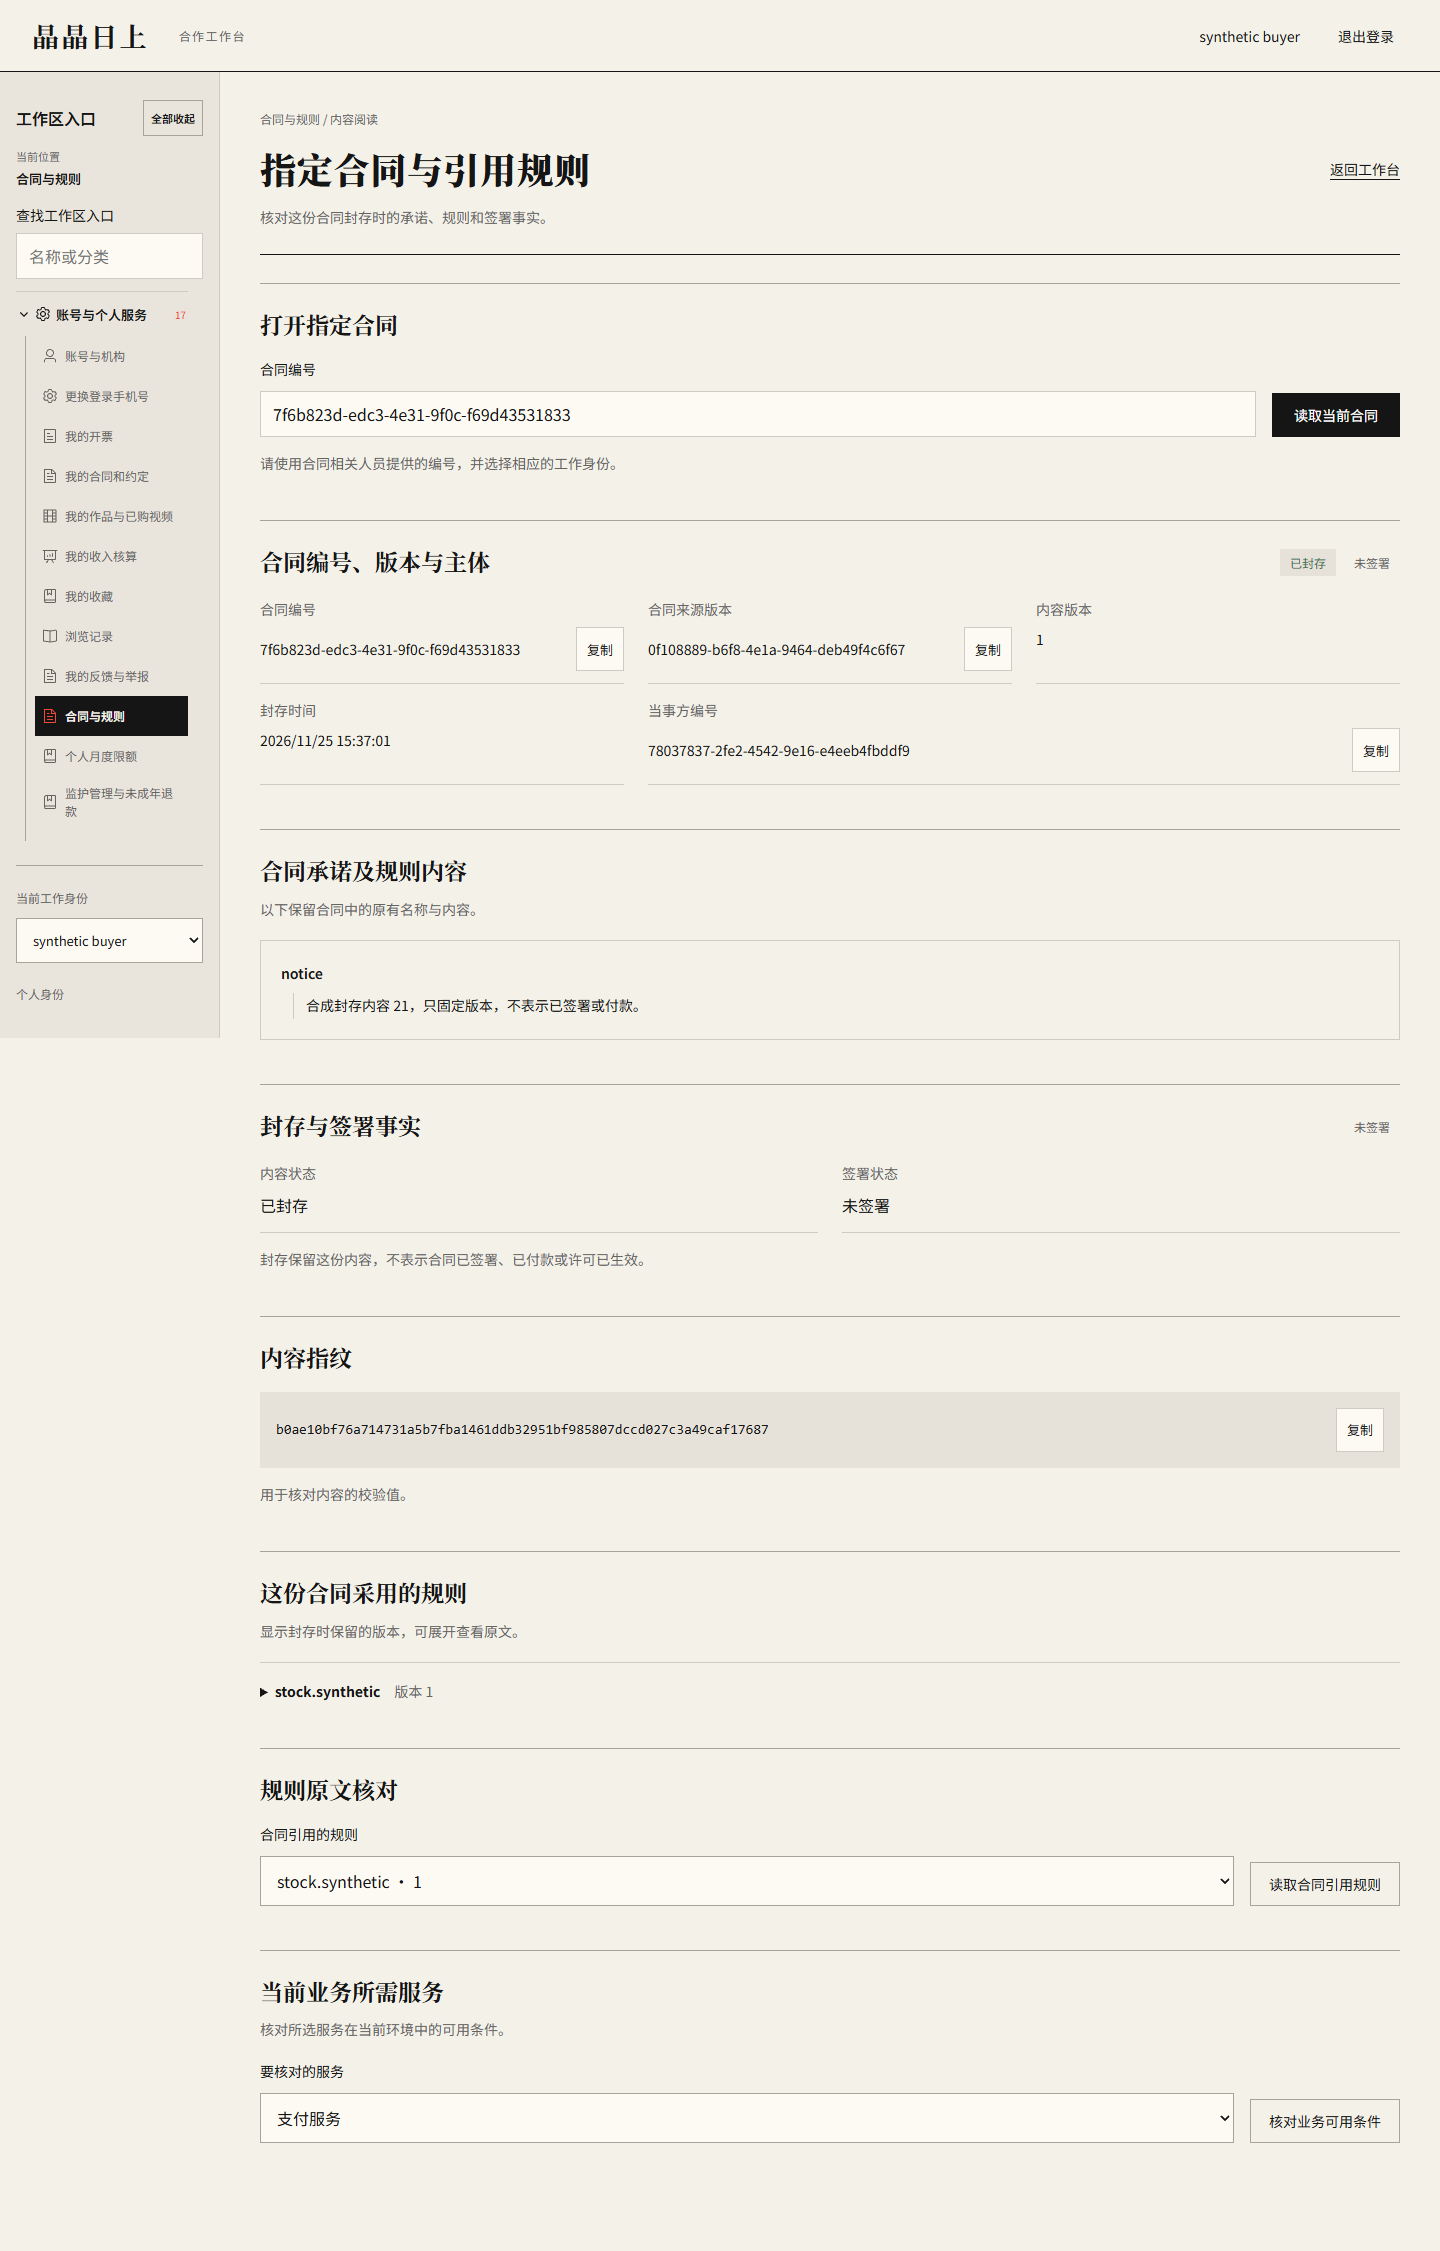 晶晶日上
合作工作台
synthetic buyer
退出登录
工作区入口
全部收起
当前位置
合同与规则
查找工作区入口
名称或分类
账号与个人服务
17
账号与机构
更换登录手机号
我的开票
我的合同和约定
我的作品与已购视频
我的收入核算
我的收藏
浏览记录
我的反馈与举报
合同与规则
个人月度限额
监护管理与未成年退
款
当前工作身份
synthetic buyer
个人身份
合同与规则 / 内容阅读
指定合同与引用规则
返回工作台
核对这份合同封存时的承诺、规则和签署事实。
打开指定合同
合同编号
7f6b823d-edc3-4e31-9f0c-f69d43531833
读取当前合同
请使用合同相关人员提供的编号，并选择相应的工作身份。
合同编号、版本与主体
已封存
未签署
合同编号
7f6b823d-edc3-4e31-9f0c-f69d43531833
复制
合同来源版本
0f108889-b6f8-4e1a-9464-deb49f4c6f67
复制
内容版本
1
封存时间
2026/11/25 15:37:01
当事方编号
78037837-2fe2-4542-9e16-e4eeb4fbddf9
复制
合同承诺及规则内容
以下保留合同中的原有名称与内容。
notice
合成封存内容 21，只固定版本，不表示已签署或付款。
封存与签署事实
未签署
内容状态
已封存
签署状态
未签署
封存保留这份内容，不表示合同已签署、已付款或许可已生效。
内容指纹
b0ae10bf76a714731a5b7fba1461ddb32951bf985807dccd027c3a49caf17687
复制
用于核对内容的校验值。
这份合同采用的规则
显示封存时保留的版本，可展开查看原文。
stock.synthetic 版本 1
规则原文核对
合同引用的规则
stock.synthetic · 1
读取合同引用规则
当前业务所需服务
核对所选服务在当前环境中的可用条件。
要核对的服务
支付服务
核对业务可用条件